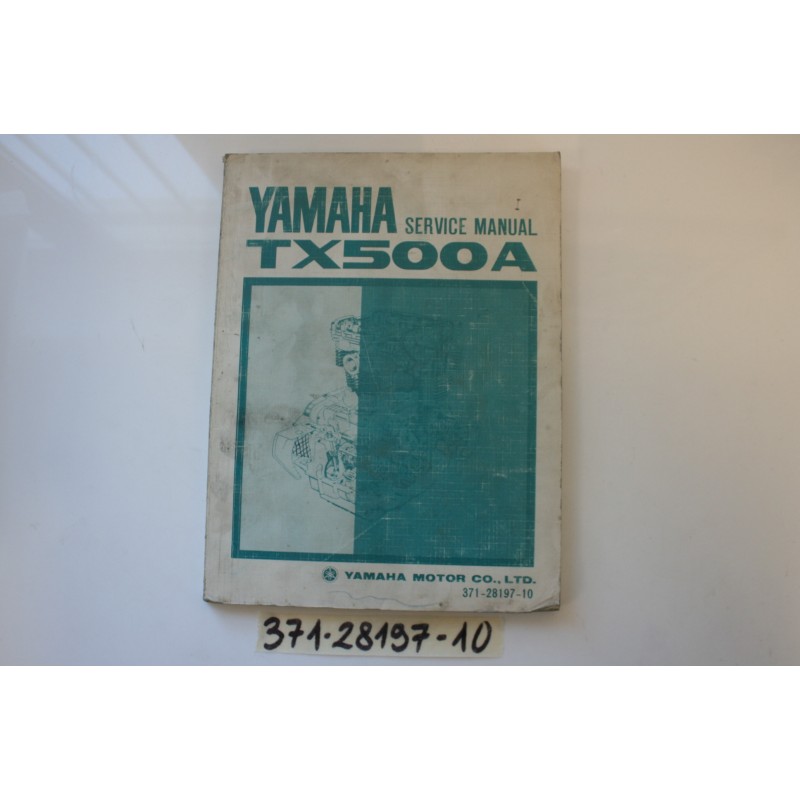 YAMAHA SERVICE MANUAL
TX500A
YAMAHA MOTOR CO., LTD.
371-28197-10
371-28197-10